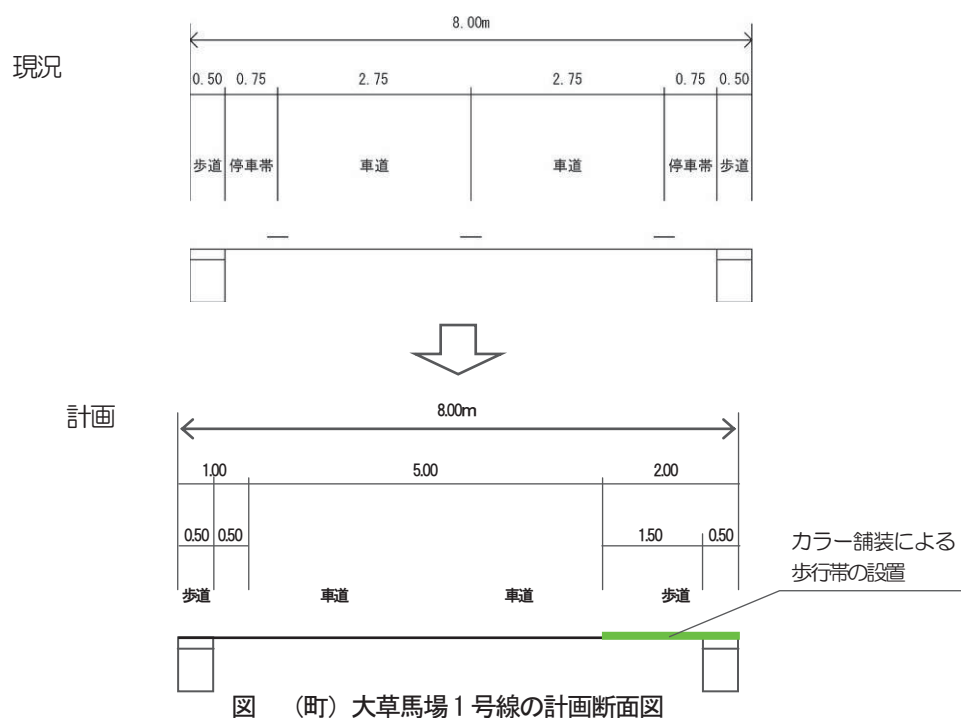 8.00m
現況
0.50 0.75 2.75 2.75 0.75 0.50
歩道 停車帯 車道 車道 停車帯 歩道
計画
8.00m
1.00 5.00 2.00
0.50 0.50 1.50 0.50
カラー舗装による
歩行帯の設置
歩道 車道 車道 歩道
図 （町）大草馬場1号線の計画断面図